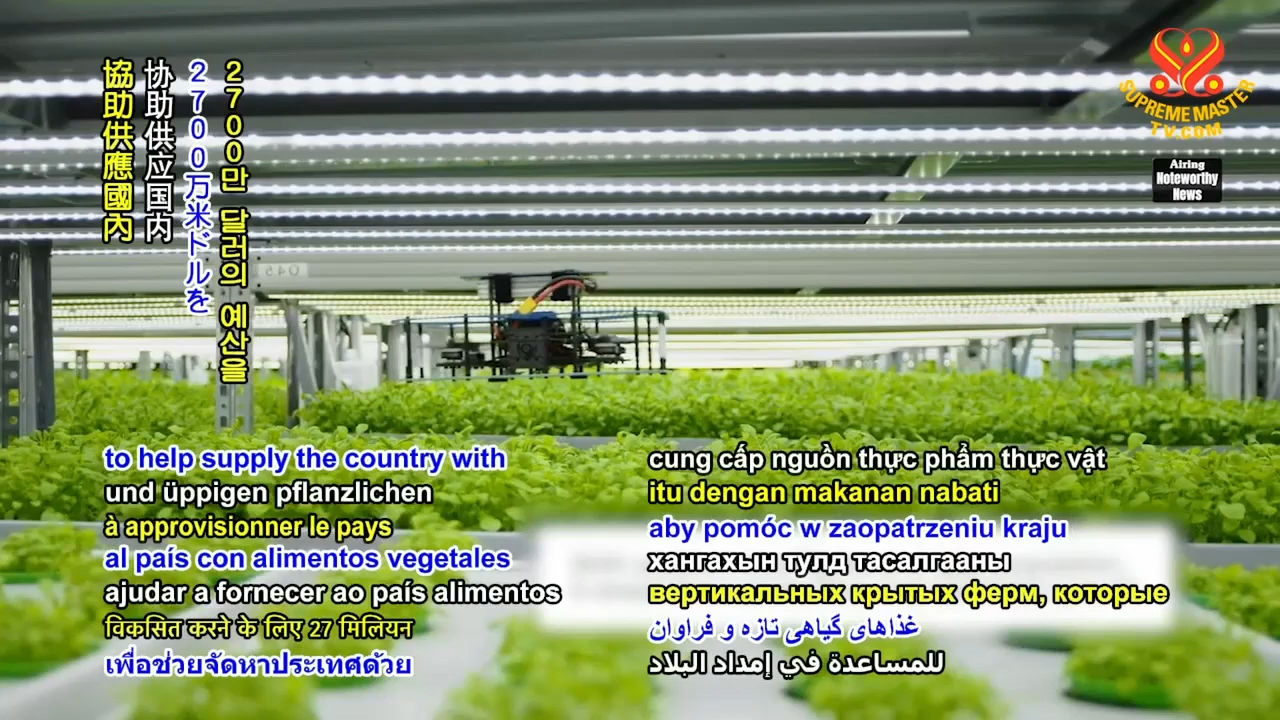 協助供應國內
协助供应国内
2700万米ドルを
2700만 달러의 예산을
SUPREME MASTER
TV.COM
Airing
Noteworthy
News
to help supply the country with
und üppigen pflanzlichen
à approvisionner le pays
al país con alimentos vegetales
ajudar a fornecer ao país alimentos
विकसित करने के लिए 27 मिलियन
เพื่อช่วยจัดหาประเทศด้วย
cung cấp nguồn thực phẩm thực vật
itu dengan makanan nabati
aby pomóc w zaopatrzeniu kraju
хангахын тулд тасалгааны
вертикальных крытых ферм, которые
غذاهای گیاهی تازه و فراوان
للمساعدة في إمداد البلاد